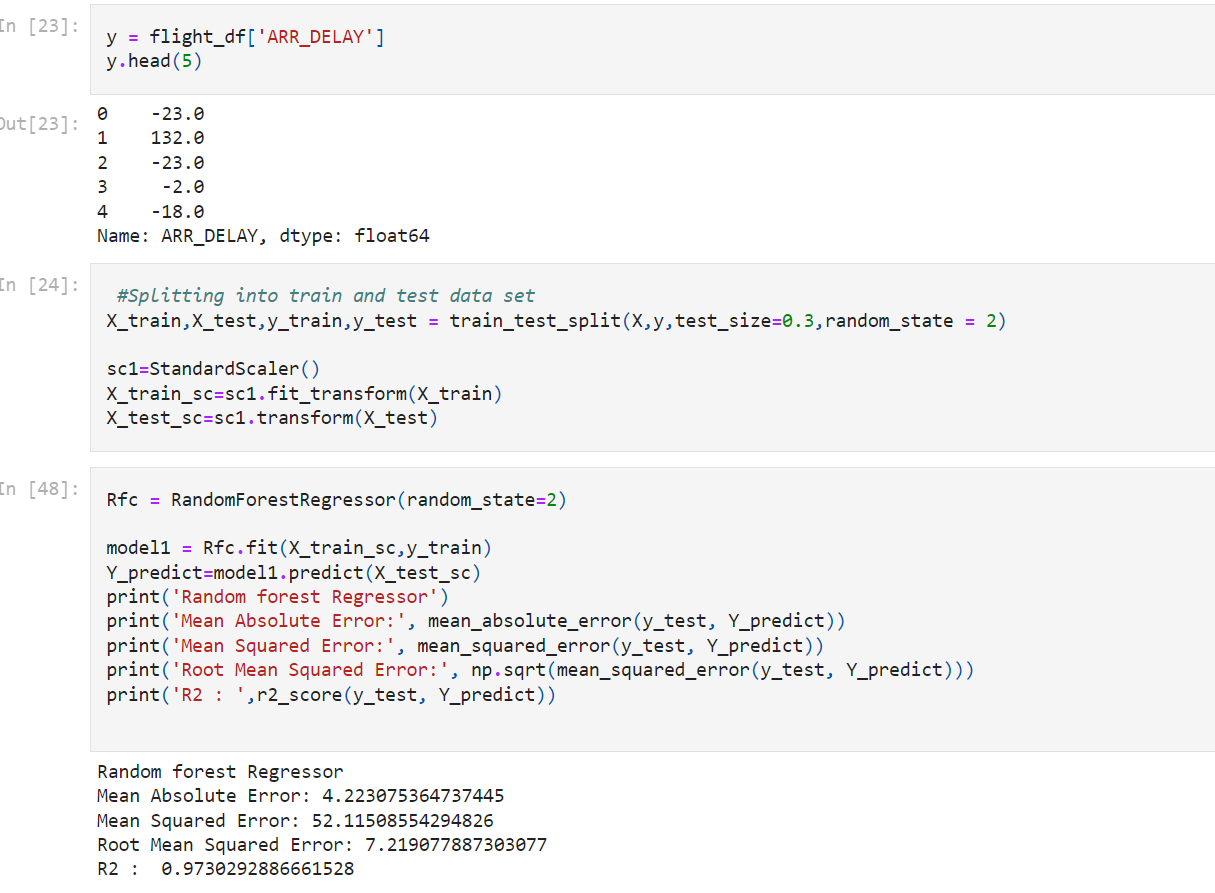 In [23]:
y = flight_df['ARR_DELAY']
y.head(5)
Out[23]:
0    -23.0
1    132.0
2    -23.0
3     -2.0
4    -18.0
Name: ARR_DELAY, dtype: float64
In [24]:
#Splitting into train and test data set
X_train,X_test,y_train,y_test = train_test_split(X,y,test_size=0.3,random_state = 2)
sc1=StandardScaler()
X_train_sc=sc1.fit_transform(X_train)
X_test_sc=sc1.transform(X_test)
In [48]:
Rfc = RandomForestRegressor(random_state=2)
model1 = Rfc.fit(X_train_sc,y_train)
Y_predict=model1.predict(X_test_sc)
print('Random forest Regressor')
print('Mean Absolute Error:', mean_absolute_error(y_test, Y_predict))
print('Mean Squared Error:', mean_squared_error(y_test, Y_predict))
print('Root Mean Squared Error:', np.sqrt(mean_squared_error(y_test, Y_predict)))
print('R2 : ',r2_score(y_test, Y_predict))
Random forest Regressor
Mean Absolute Error: 4.223075364737445
Mean Squared Error: 52.11508554294826
Root Mean Squared Error: 7.219077887303077
R2 :  0.9730292886661528